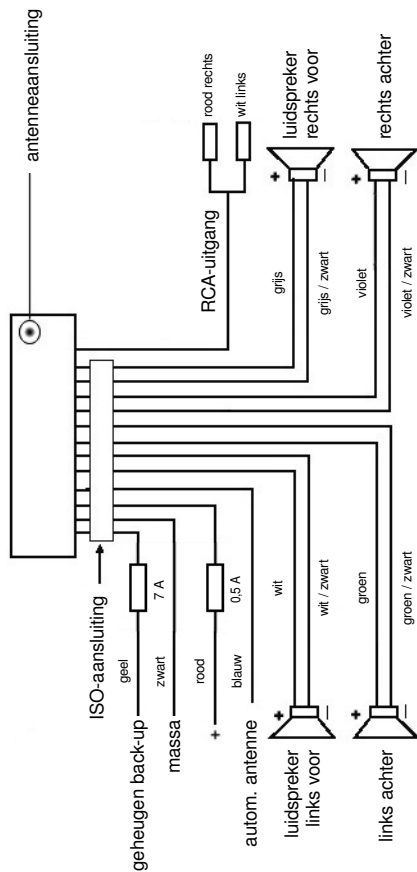 antenneaansluiting
ISO-aansluiting
RCA-uitgang
rood rechts
wit links
geel
7 A
geheugen back-up
zwart
massa
rood
0,5 A
+
blauw
autom. antenne
wit
wit / zwart
+
–
luidspreker
links voor
groen
groen / zwart
+
–
links achter
grijs
grijs / zwart
+
–
luidspreker
rechts voor
violet
violet / zwart
+
–
rechts achter